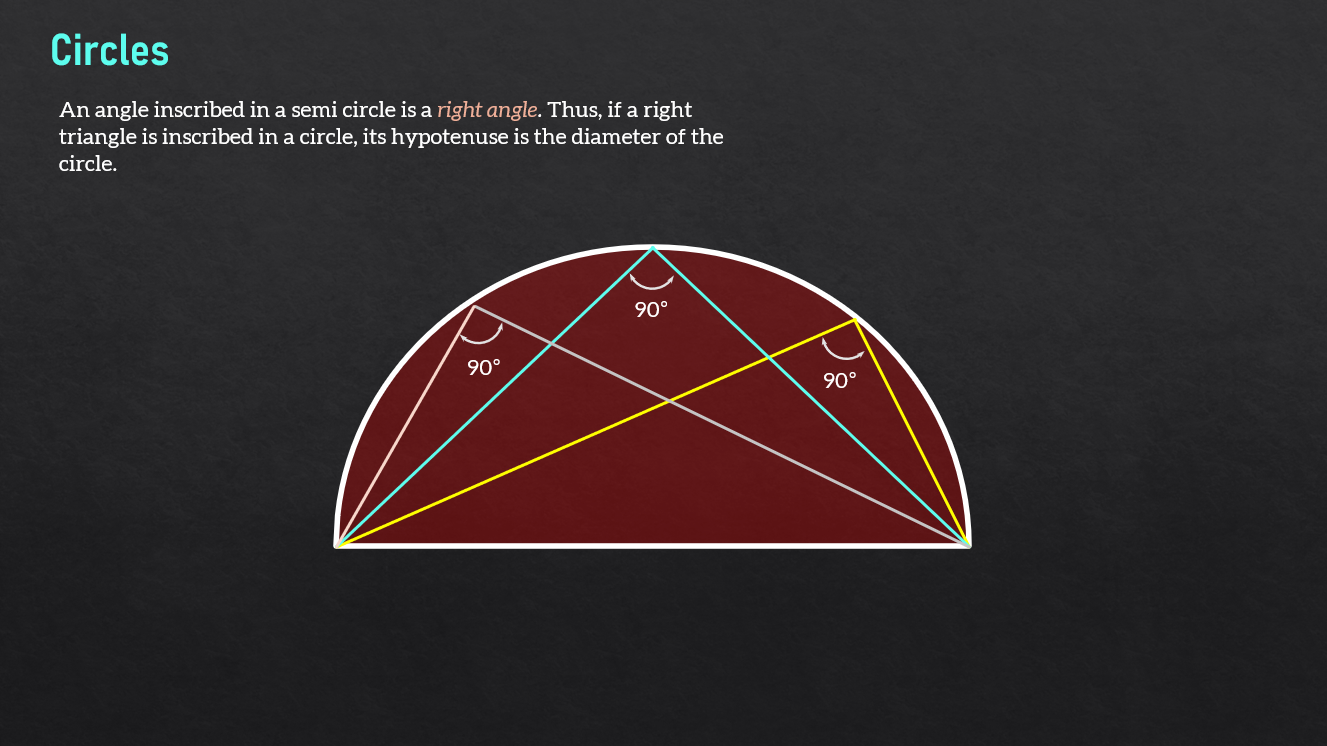 Circles
An angle inscribed in a semi circle is a right angle. Thus, if a right
triangle is inscribed in a circle, its hypotenuse is the diameter of the
circle.
90°
90°
90°